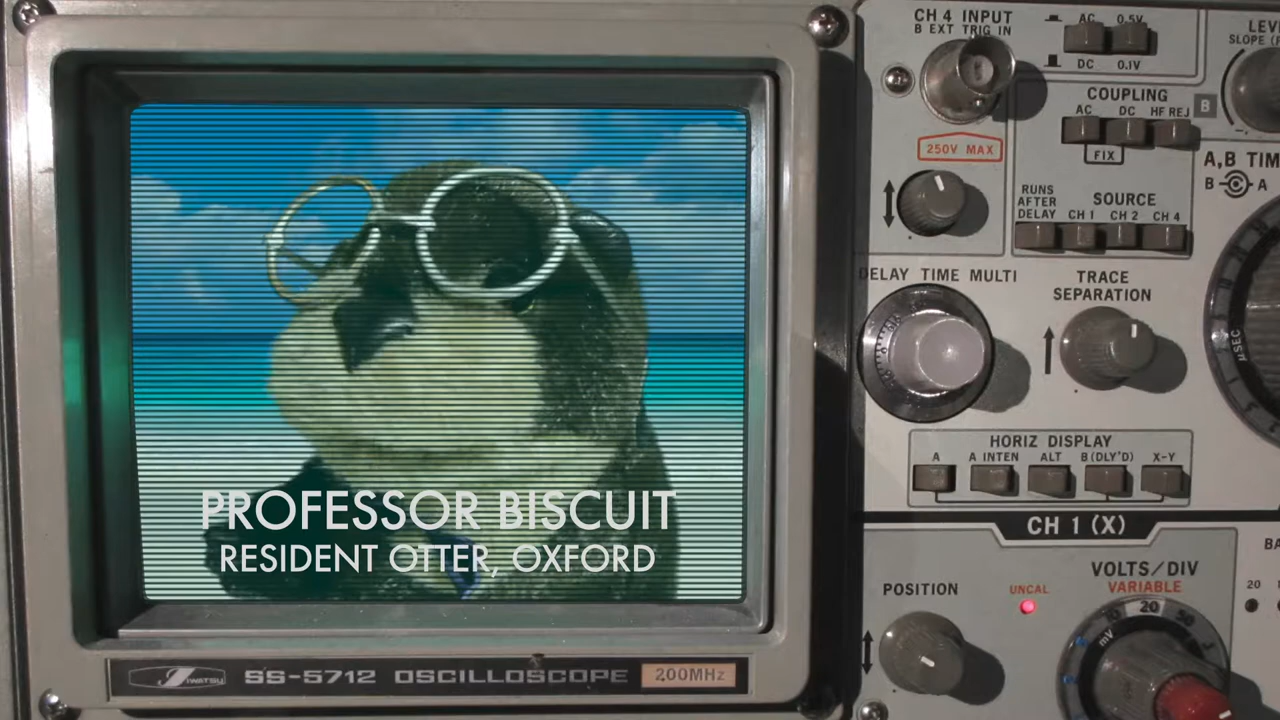 PROFESSOR BISCUIT
RESIDENT OTTER, OXFORD
IWATSU SS-5712 OSCILLOSCOPE 200MHz
CH 4 INPUT
B EXT TRIG IN
AC 0.5V
DC 0.1V
250V MAX
COUPLING
AC DC HF REJ
FIX
B
RUNS
AFTER
DELAY
SOURCE
CH 1 CH 2 CH 4
A,B
B A
DELAY TIME MULTI
TRACE
SEPARATION
µSEC
HORIZ DISPLAY
A A INTEN ALT B (DLY'D) X-Y
CH 1 (X)
VOLTS/DIV
VARIABLE
POSITION
UNCAL
20
50
mV
20